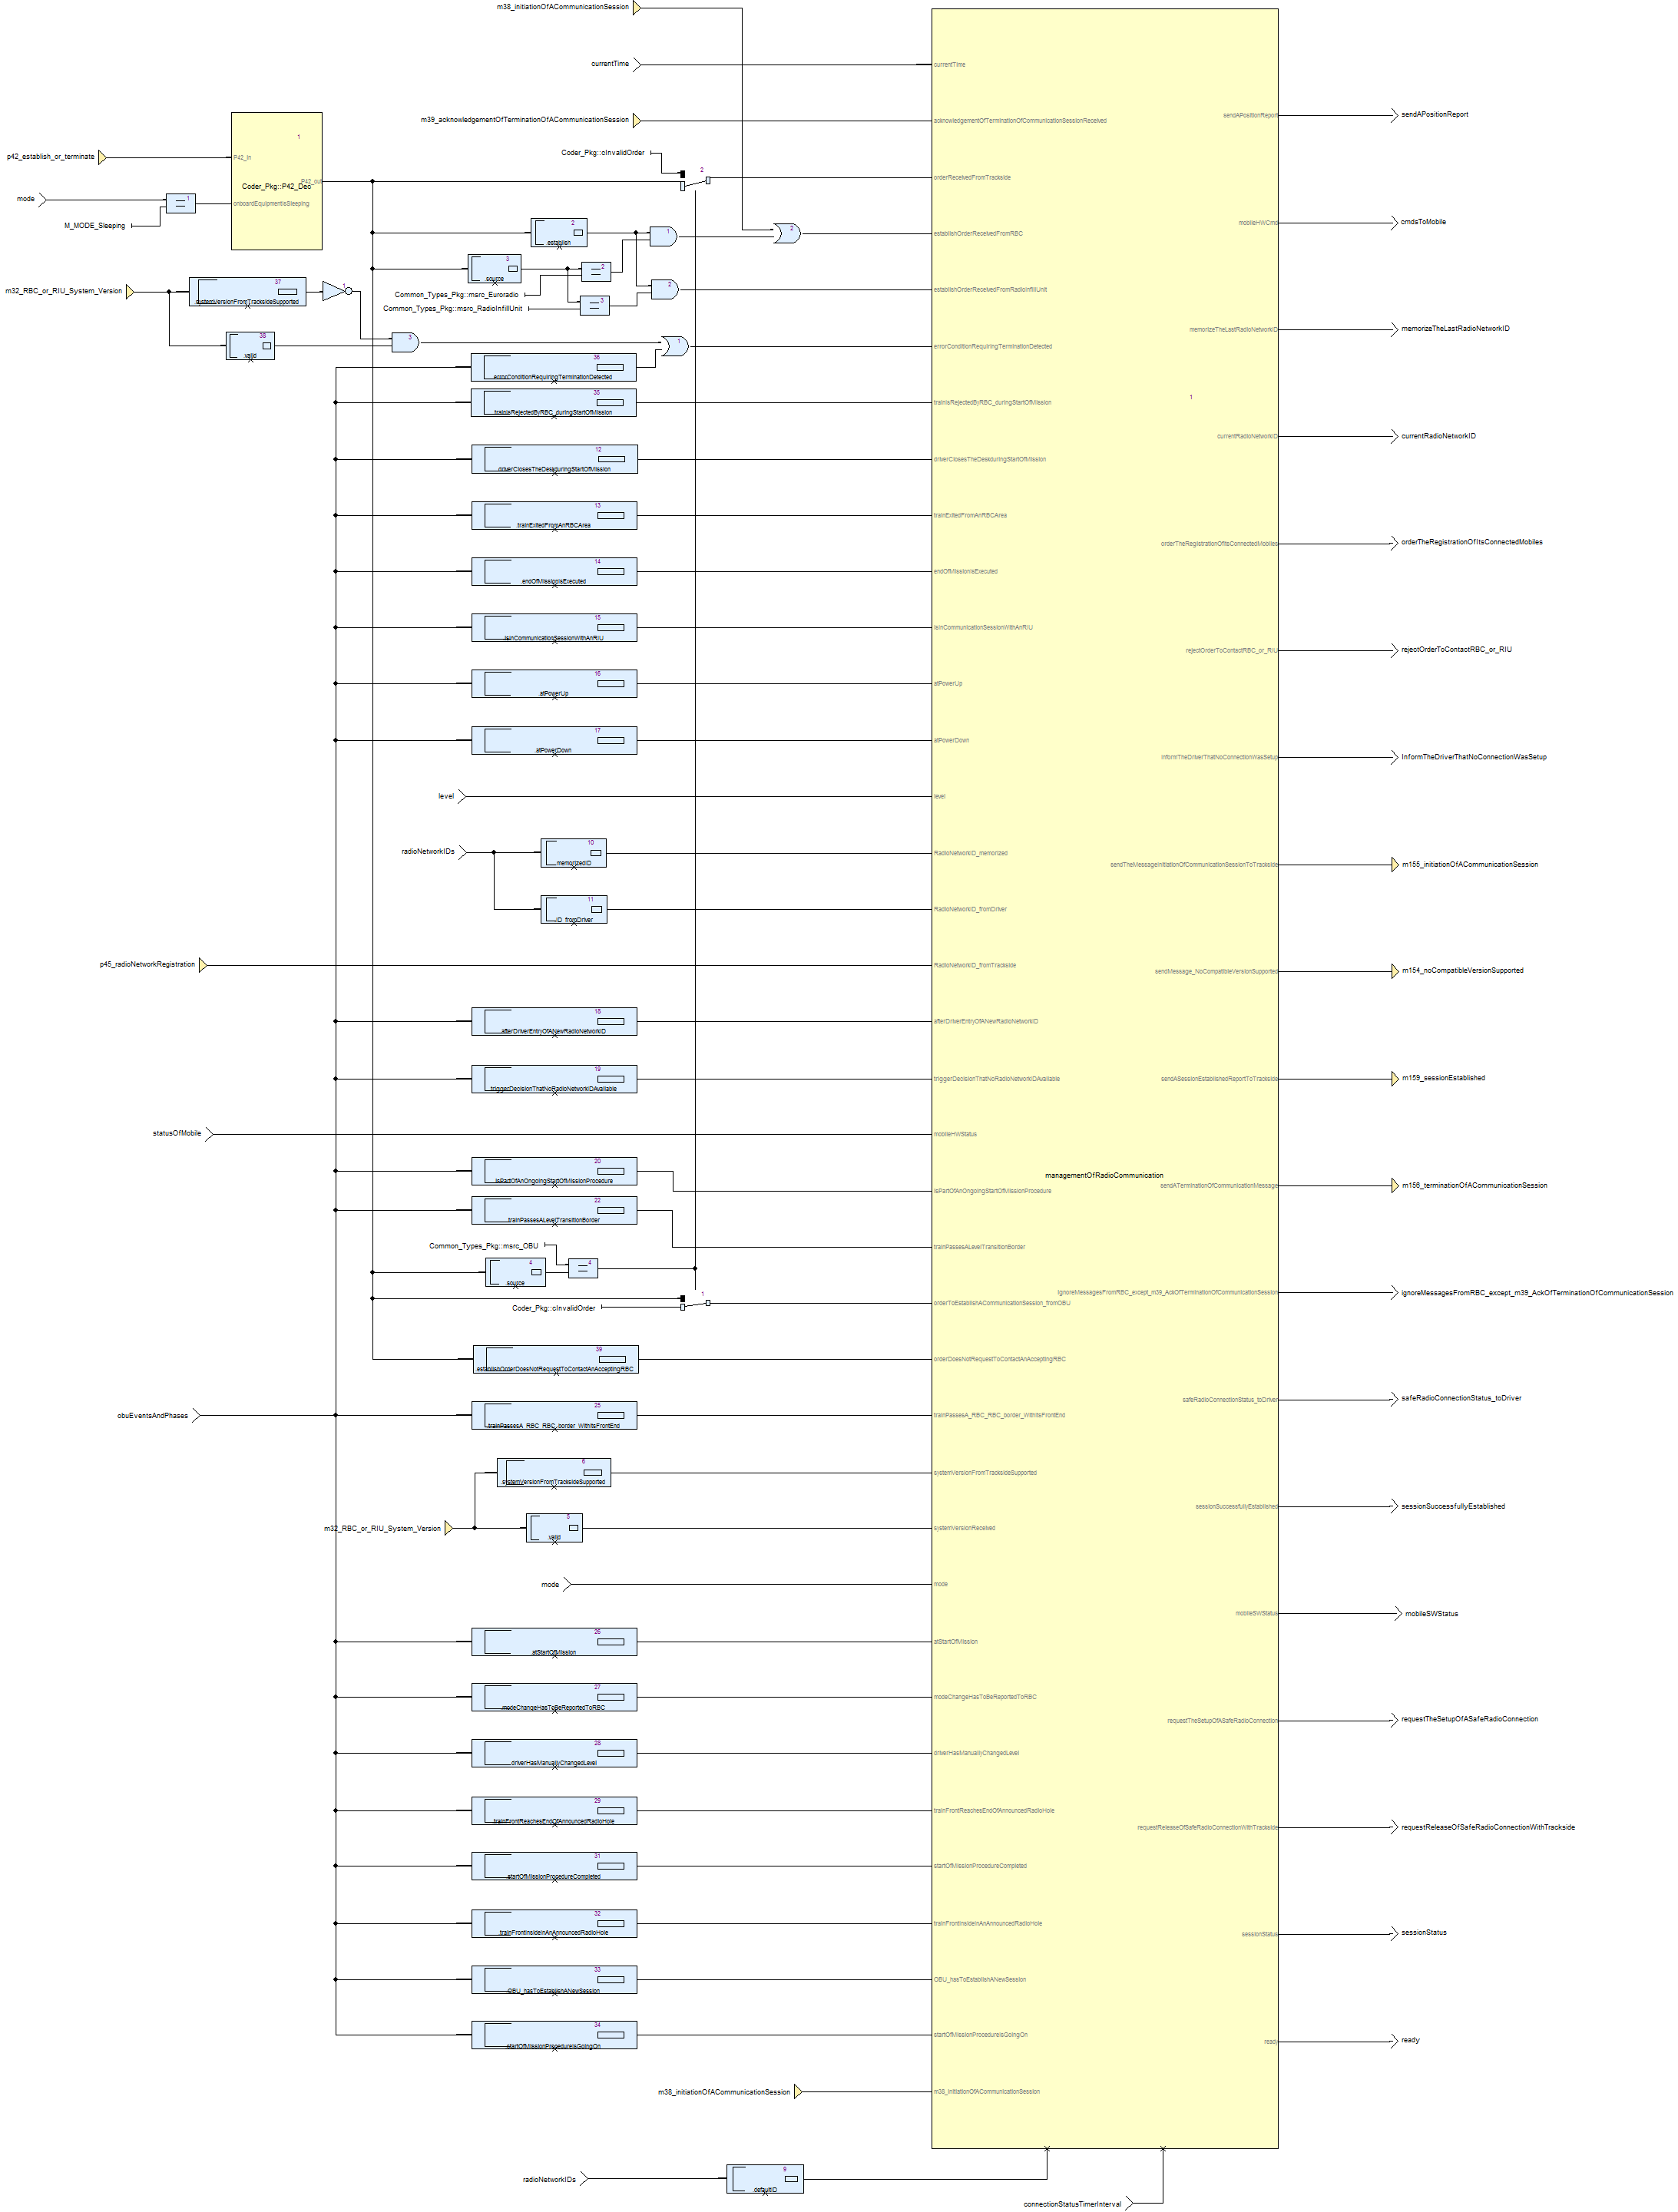 m38_initiationOfACommunicationSession
currentTime
currentTime
sendAPositionReport
sendAPositionReport
m39_acknowledgementOfTerminationOfACommunicationSession
acknowledgementOfTerminationOfCommunicationSessionReceived
1
p42_establish_or_terminate
P42_in
Coder_Pkg::cInvalidOrder
2
orderReceivedFromTrackside
P42_out
Coder_Pkg::P42_Dec
mode
1
onboardEquipmentIsSleeping
M_MODE_Sleeping
mobileHWCmd
cmdsToMobile
2
.establish
1
2
establishOrderReceivedFromRBC
3
.source
2
Common_Types_Pkg::msrc_Euroradio
3
Common_Types_Pkg::msrc_RadioInfillUnit
2
establishOrderReceivedFromRadioInfillUnit
m32_RBC_or_RIU_System_Version
37
.systemVersionFromTracksideSupported
1
memorizeTheLastRadioNetworkID
memorizeTheLastRadioNetworkID
38
.valid
3
1
errorConditionRequiringTerminationDetected
36
.errorConditionRequiringTerminationDetected
35
.trainIsRejectedByRBC_duringStartOfMission
trainIsRejectedByRBC_duringStartOfMission
1
currentRadioNetworkID
currentRadioNetworkID
12
.driverClosesTheDeskduringStartOfMission
driverClosesTheDeskduringStartOfMission
13
.trainExitedFromAnRBCArea
trainExitedFromAnRBCArea
orderTheRegistrationOfItsConnectedMobiles
orderTheRegistrationOfItsConnectedMobiles
14
.endOfMissionIsExecuted
endOfMissionIsExecuted
15
.isInCommunicationSessionWithAnRIU
isInCommunicationSessionWithAnRIU
rejectOrderToContactRBC_or_RIU
rejectOrderToContactRBC_or_RIU
16
.atPowerUp
atPowerUp
17
.atPowerDown
atPowerDown
informTheDriverThatNoConnectionWasSetup
InformTheDriverThatNoConnectionWasSetup
level
level
radioNetworkIDs
10
.memorizedID
RadioNetworkID_memorized
sendTheMessageInitiationOfCommunicationSessionToTrackside
m155_initiationOfACommunicationSession
11
.ID_fromDriver
RadioNetworkID_fromDriver
p45_radioNetworkRegistration
RadioNetworkID_fromTrackside
sendMessage_NoCompatibleVersionSupported
m154_noCompatibleVersionSupported
18
.afterDriverEntryOfANewRadioNetworkID
afterDriverEntryOfANewRadioNetworkID
19
.triggerDecisionThatNoRadioNetworkIDAvailable
triggerDecisionThatNoRadioNetworkIDAvailable
sendASessionEstablishedReportToTrackside
m159_sessionEstablished
statusOfMobile
mobileHWStatus
20
.isPartOfAnOngoingStartOfMissionProcedure
isPartOfAnOngoingStartOfMissionProcedure
managementOfRadioCommunication
sendATerminationOfCommunicationMessage
m156_terminationOfACommunicationSession
22
.trainPassesALevelTransitionBorder
trainPassesALevelTransitionBorder
Common_Types_Pkg::msrc_OBU
4
.source
4
1
Coder_Pkg::cInvalidOrder
orderToEstablishACommunicationSession_fromOBU
ignoreMessagesFromRBC_except_m39_AckOfTerminationOfCommunicationSession
ignoreMessagesFromRBC_except_m39_AckOfTerminationOfCommunicationSession
39
.establishOrderDoesNotRequestToContactAnAcceptingRBC
orderDoesNotRequestToContactAnAcceptingRBC
safeRadioConnectionStatus_toDriver
safeRadioConnectionStatus_toDriver
obuEventsAndPhases
25
.trainPassesA_RBC_RBC_border_WithItsFrontEnd
trainPassesA_RBC_RBC_border_WithItsFrontEnd
6
.systemVersionFromTracksideSupported
systemVersionFromTracksideSupported
sessionSuccessfullyEstablished
sessionSuccessfullyEstablished
m32_RBC_or_RIU_System_Version
5
.valid
systemVersionReceived
mode
mode
mobileSWStatus
mobileSWStatus
26
.atStartOfMission
atStartOfMission
27
.modeChangeHasToBeReportedToRBC
modeChangeHasToBeReportedToRBC
requestTheSetupOfASafeRadioConnection
requestTheSetupOfASafeRadioConnection
28
.driverHasManuallyChangedLevel
driverHasManuallyChangedLevel
29
.trainFrontReachesEndOfAnnouncedRadioHole
trainFrontReachesEndOfAnnouncedRadioHole
requestReleaseOfSafeRadioConnectionWithTrackside
requestReleaseOfSafeRadioConnectionWithTrackside
31
.startOfMissionProcedureCompleted
startOfMissionProcedureCompleted
32
.trainFrontInsideInAnAnnouncedRadioHole
trainFrontInsideInAnAnnouncedRadioHole
sessionStatus
sessionStatus
33
.OBU_hasToEstablishANewSession
OBU_hasToEstablishANewSession
34
.startOfMissionProcedureIsGoingOn
startOfMissionProcedureIsGoingOn
ready
ready
m38_initiationOfACommunicationSession
m38_initiationOfACommunicationSession
radioNetworkIDs
9
.defaultID
connectionStatusTimerInterval